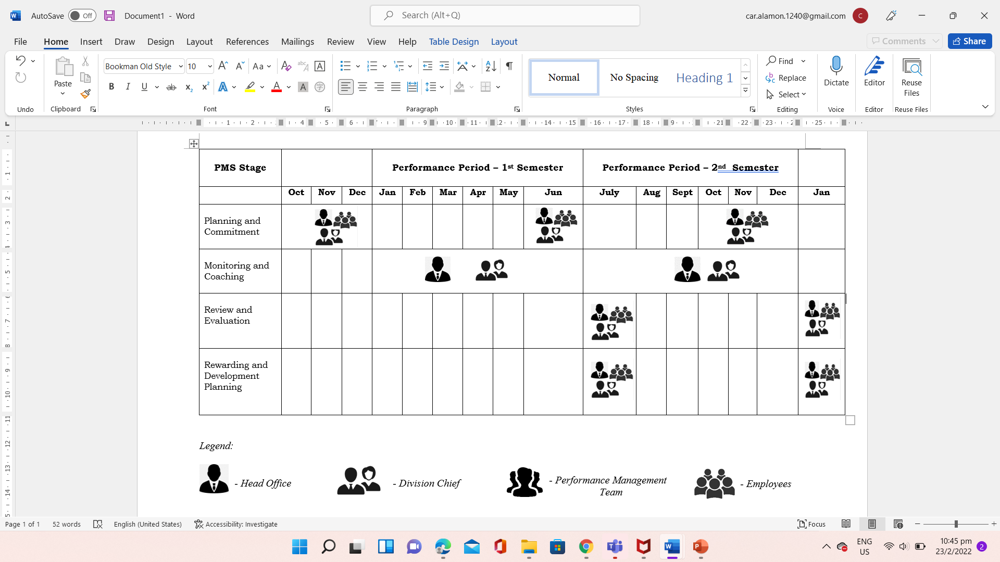 AutoSave Off Document1 - Word Search (Alt+Q) car.alamon.1240@gmail.com C
File Home Insert Draw Design Layout References Mailings Review View Help Table Design Layout Comments Share
Bookman Old Style 10 Aa
Paste
Normal No Spacing Heading 1
Find
Replace
Select
Dictate
Editor
Reuse Files
Undo Clipboard Font Paragraph Styles Editing Voice Editor Reuse Files
PMS Stage Performance Period – 1st Semester Performance Period – 2nd Semester
Oct Nov Dec Jan Feb Mar Apr May Jun July Aug Sept Oct Nov Dec Jan
Planning and
Commitment
Monitoring and
Coaching
Review and
Evaluation
Rewarding and
Development
Planning
Legend:
- Head Office
- Division Chief
- Performance Management
Team
- Employees
Page 1 of 1 52 words English (United States) Accessibility: Investigate Focus
ENG
US
10:45 pm
23/2/2022
2